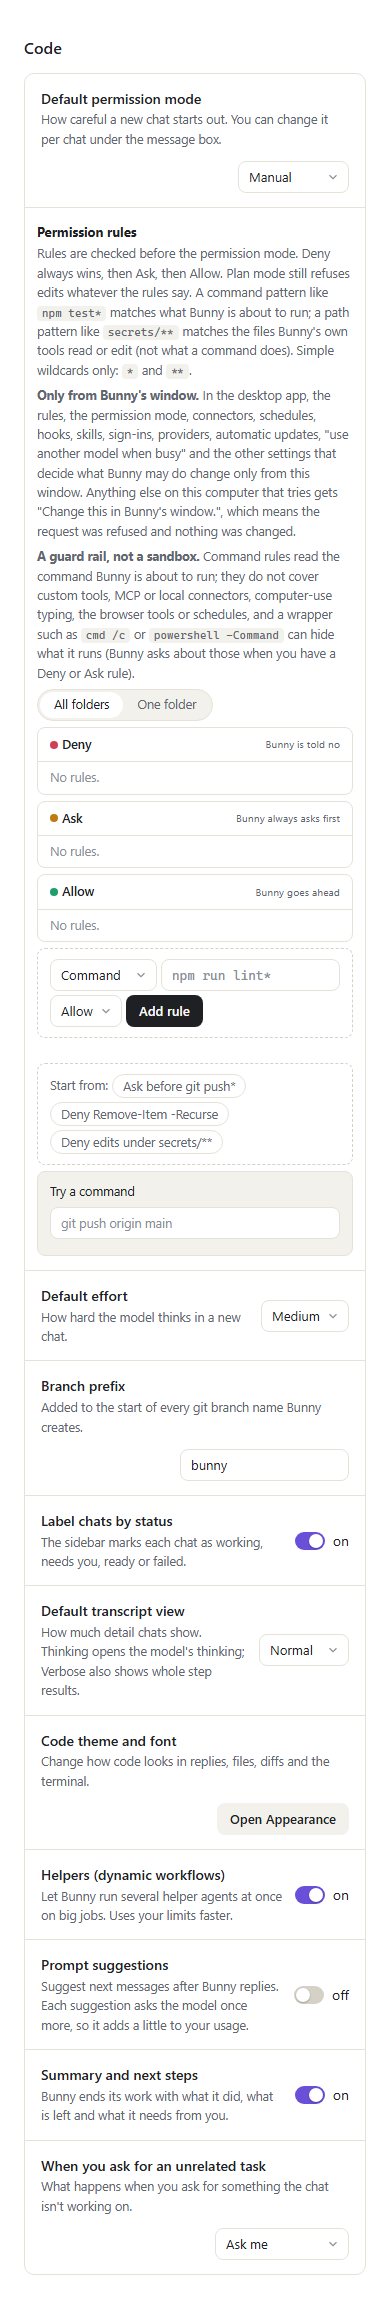 Code
Default permission mode
How careful a new chat starts out. You can change it
per chat under the message box.
Manual
Permission rules
Rules are checked before the permission mode. Deny
always wins, then Ask, then Allow. Plan mode still refuses
edits whatever the rules say. A command pattern like
npm test* matches what Bunny is about to run; a path
pattern like secrets/** matches the files Bunny's own
tools read or edit (not what a command does). Simple
wildcards only: * and **.
Only from Bunny's window. In the desktop app, the
rules, the permission mode, connectors, schedules,
hooks, skills, sign-ins, providers, automatic updates, "use
another model when busy" and the other settings that
decide what Bunny may do change only from this
window. Anything else on this computer that tries gets
"Change this in Bunny's window.", which means the
request was refused and nothing was changed.
A guard rail, not a sandbox. Command rules read the
command Bunny is about to run; they do not cover
custom tools, MCP or local connectors, computer-use
typing, the browser tools or schedules, and a wrapper
such as cmd /c or powershell -Command can hide
what it runs (Bunny asks about those when you have a
Deny or Ask rule).
All folders One folder
Deny Bunny is told no
No rules.
Ask Bunny always asks first
No rules.
Allow Bunny goes ahead
No rules.
Command npm run lint*
Allow Add rule
Start from: Ask before git push*
Deny Remove-Item -Recurse
Deny edits under secrets/**
Try a command
git push origin main
Default effort
How hard the model thinks in a new
chat.
Medium
Branch prefix
Added to the start of every git branch name Bunny
creates.
bunny
Label chats by status
The sidebar marks each chat as working,
needs you, ready or failed.
on
Default transcript view
How much detail chats show.
Thinking opens the model's thinking;
Verbose also shows whole step
results.
Normal
Code theme and font
Change how code looks in replies, files, diffs and the
terminal.
Open Appearance
Helpers (dynamic workflows)
Let Bunny run several helper agents at once
on big jobs. Uses your limits faster.
on
Prompt suggestions
Suggest next messages after Bunny replies.
Each suggestion asks the model once
more, so it adds a little to your usage.
off
Summary and next steps
Bunny ends its work with what it did, what
is left and what it needs from you.
on
When you ask for an unrelated task
What happens when you ask for something the chat
isn't working on.
Ask me